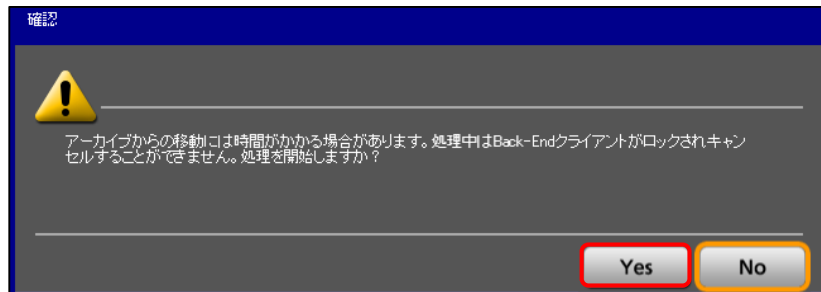 確認
アーカイブからの移動には時間がかかる場合があります。処理中はBack-Endクライアントがロックされキャン
セルすることができません。処理を開始しますか？
Yes
No